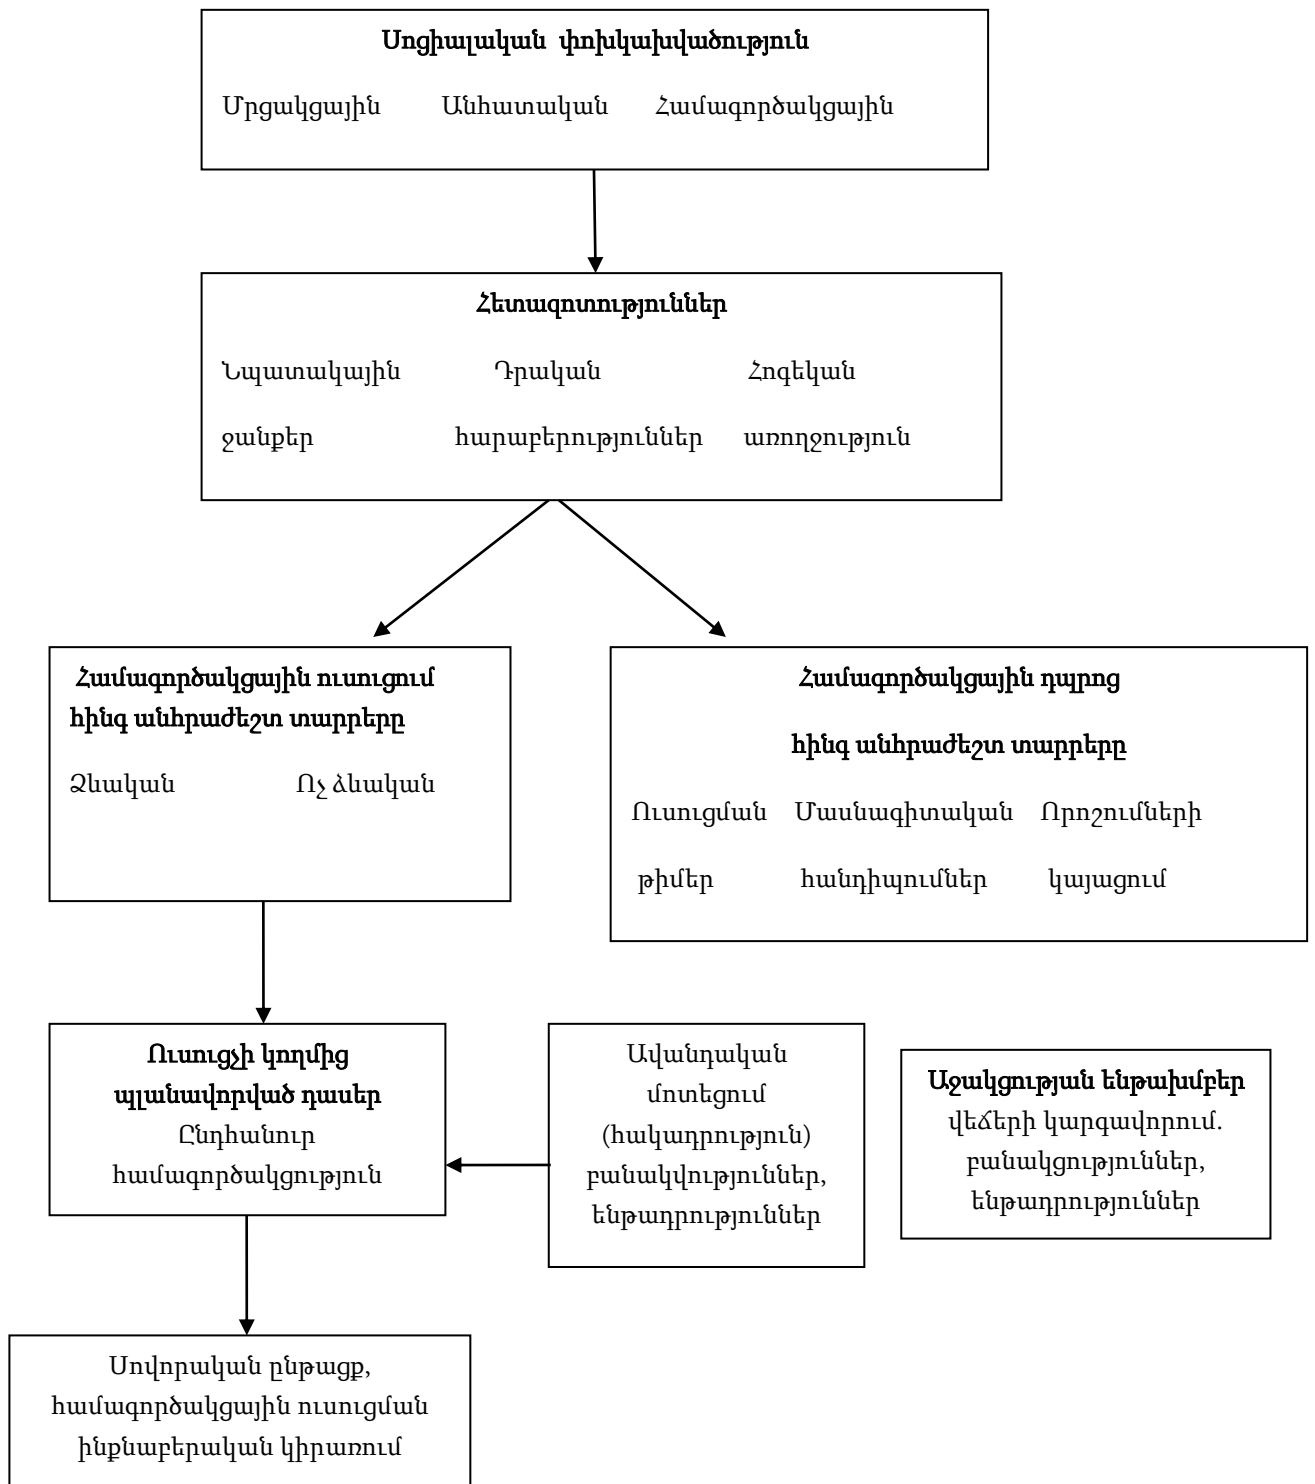 Սոցիալական փոխկախվածություն
Մրցակցային Անհատական Համագործակցային
Հետազոտություններ
Նպատակային Դրական Հոգեկան
ջանքեր հարաբերություններ առողջություն
Համագործակցային ուսուցում
հինգ անհրաժեշտ տարրերը
Ձևական Ոչ ձևական
Համագործակցային դպրոց
հինգ անհրաժեշտ տարրերը
Ուսուցման Մասնագիտական Որոշումների
թիմեր հանդիպումներ կայացում
Ուսուցչի կողմից
պլանավորված դասեր
Ընդհանուր
համագործակցություն
Ավանդական
մոտեցում
(հակադրություն)
բանակվություններ,
ենթադրություններ
Աջակցության ենթախմբեր
վեճերի կարգավորում.
բանակցություններ,
ենթադրություններ
Սովորական ընթացք,
համագործակցային ուսուցման
ինքնաբերական կիրառում